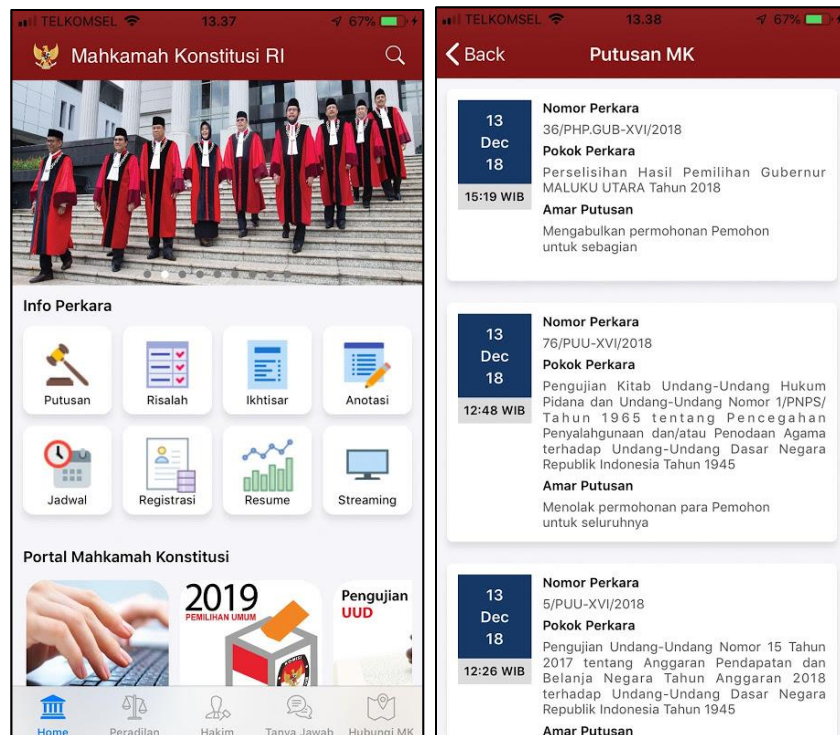 TELKOMSEL 13.37 67%
Mahkamah Konstitusi RI
Info Perkara
Putusan Risalah Ikhtisar Anotasi
Jadwal Registrasi Resume Streaming
Portal Mahkamah Konstitusi
2019
PEMILIHAN UMUM
Pengujian
UUD
Home Peradilan Hakim Tanya Jawab Hubungi MK
TELKOMSEL 13.38 67%
Back Putusan MK
13
Dec
18
15:19 WIB
Nomor Perkara
36/PHP.GUB-XVI/2018
Pokok Perkara
Perselisihan Hasil Pemilihan Gubernur
MALUKU UTARA Tahun 2018
Amar Putusan
Mengabulkan permohonan Pemohon
untuk sebagian
13
Dec
18
12:48 WIB
Nomor Perkara
76/PUU-XVI/2018
Pokok Perkara
Pengujian Kitab Undang-Undang Hukum
Pidana dan Undang-Undang Nomor 1/PNPS/
Tahun 1965 tentang Pencegahan
Penyalahgunaan dan/atau Penodaan Agama
terhadap Undang-Undang Dasar Negara
Republik Indonesia Tahun 1945
Amar Putusan
Menolak permohonan para Pemohon
untuk seluruhnya
13
Dec
18
12:26 WIB
Nomor Perkara
5/PUU-XVI/2018
Pokok Perkara
Pengujian Undang-Undang Nomor 15 Tahun
2017 tentang Anggaran Pendapatan dan
Belanja Negara Tahun Anggaran 2018
terhadap Undang-Undang Dasar Negara
Republik Indonesia Tahun 1945
Amar Putusan